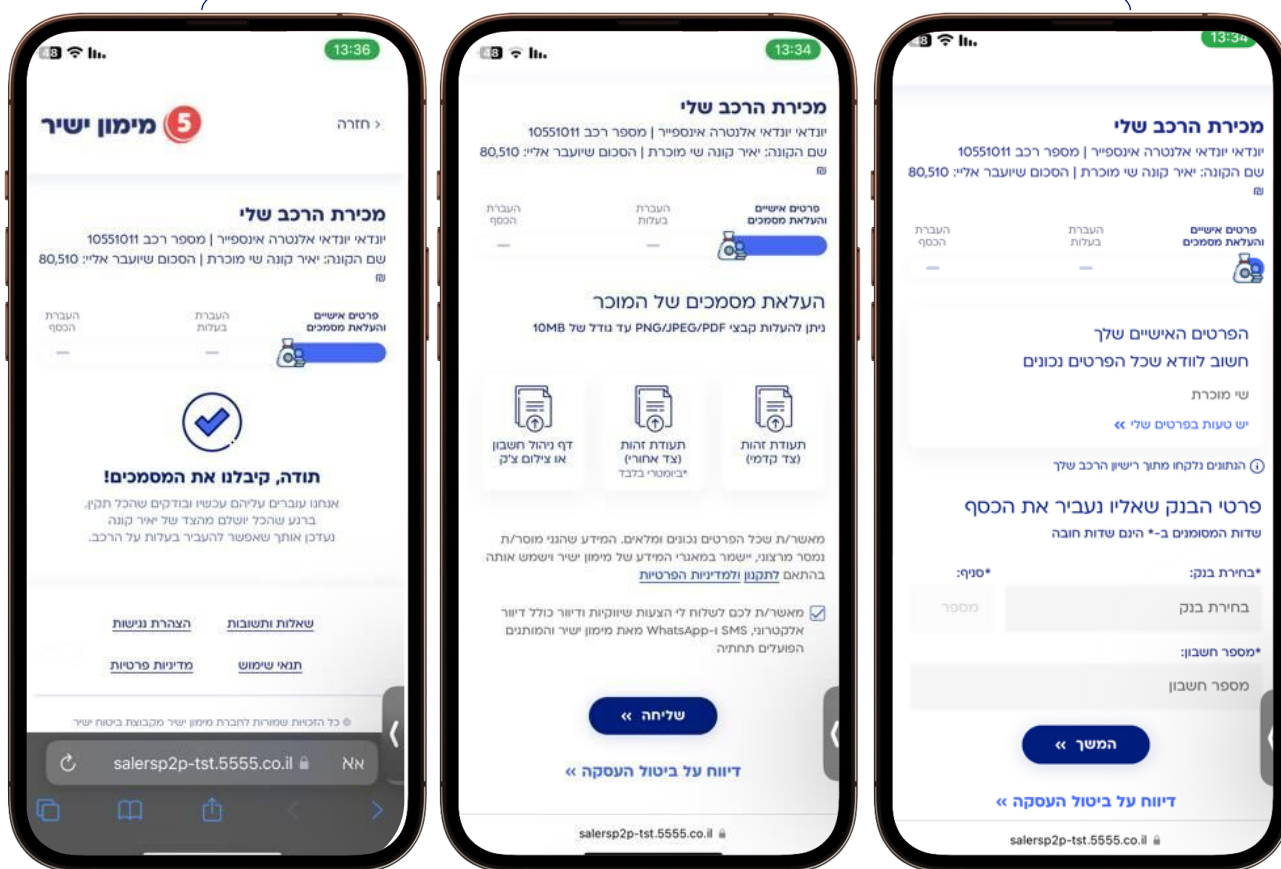 13:34
מכירת הרכב שלי
יונדאי יונדאי אלנטרה אינספייר | מספר רכב 10551011
שם הקונה: יאיר קונה שי מוכרת | הסכום שיועבר אליי: 80,510
₪
פרטים אישיים
והעלאת מסמכים
העברת
בעלות
העברת
הכסף
הפרטים האישיים שלך
חשוב לוודא שכל הפרטים נכונים
שי מוכרת
יש טעות בפרטים שלי »
הנתונים נלקחו מתוך רישיון הרכב שלך
פרטי הבנק שאליו נעביר את הכסף
שדות המסומנים ב-* הינם שדות חובה
*בחירת בנק: *סניף:
בחירת בנק מספר
*מספר חשבון:
מספר חשבון
המשך »
דיווח על ביטול העסקה »
salersp2p-tst.5555.co.il
13:34
מכירת הרכב שלי
יונדאי יונדאי אלנטרה אינספייר | מספר רכב 10551011
שם הקונה: יאיר קונה שי מוכרת | הסכום שיועבר אליי: 80,510
₪
פרטים אישיים
והעלאת מסמכים
העברת
בעלות
העברת
הכסף
העלאת מסמכים של המוכר
ניתן להעלות קבצי PNG/JPEG/PDF עד גודל של 10MB
תעודת זהות
(צד קדמי)
תעודת זהות
(צד אחורי)
*ביומטרי בלבד
דף ניהול חשבון
או צילום צ'ק
מאשר/ת שכל הפרטים נכונים ומלאים. המידע שהנני מוסר/ת
נמסר מרצוני, יישמר במאגרי המידע של מימון ישיר וישמש אותה
בהתאם לתקנון ולמדיניות הפרטיות
מאשר/ת לכם לשלוח לי הצעות שיווקיות ודיוור כולל דיוור
אלקטרוני, SMS ו-WhatsApp מאת מימון ישיר והמותגים
הפועלים תחתיה
שליחה »
דיווח על ביטול העסקה »
salersp2p-tst.5555.co.il
13:36
< חזרה
5 מימון ישיר
מכירת הרכב שלי
יונדאי יונדאי אלנטרה אינספייר | מספר רכב 10551011
שם הקונה: יאיר קונה שי מוכרת | הסכום שיועבר אליי: 80,510
₪
פרטים אישיים
והעלאת מסמכים
העברת
בעלות
העברת
הכסף
תודה, קיבלנו את המסמכים!
אנחנו עוברים עליהם עכשיו ובודקים שהכל תקין.
ברגע שהכל יושלם מהצד של יאיר קונה
נעדכן אותך שאפשר להעביר בעלות על הרכב.
שאלות ותשובות הצהרת נגישות
תנאי שימוש מדיניות פרטיות
© כל הזכויות שמורות לחברת מימון ישיר מקבוצת ביטוח ישיר
אא salersp2p-tst.5555.co.il